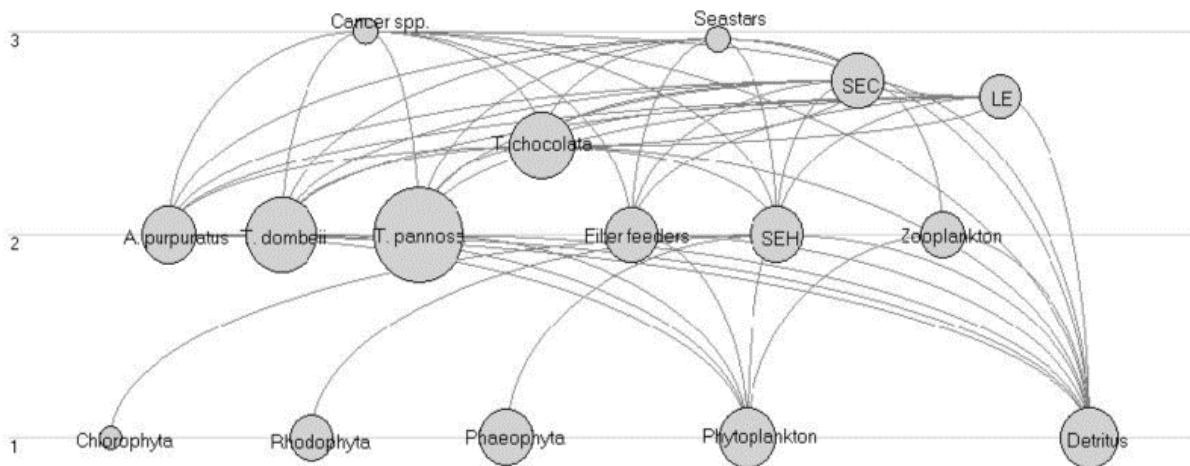 3
Cancer spp.
Seastars
SEC
LE
T. chocolata
2
A. purpuratus
T. dombeii
T. pannosa
Filter feeders
SEH
Zooplankton
1
Chlorophyta
Rhodophyta
Phaeophyta
Phytoplankton
Detritus